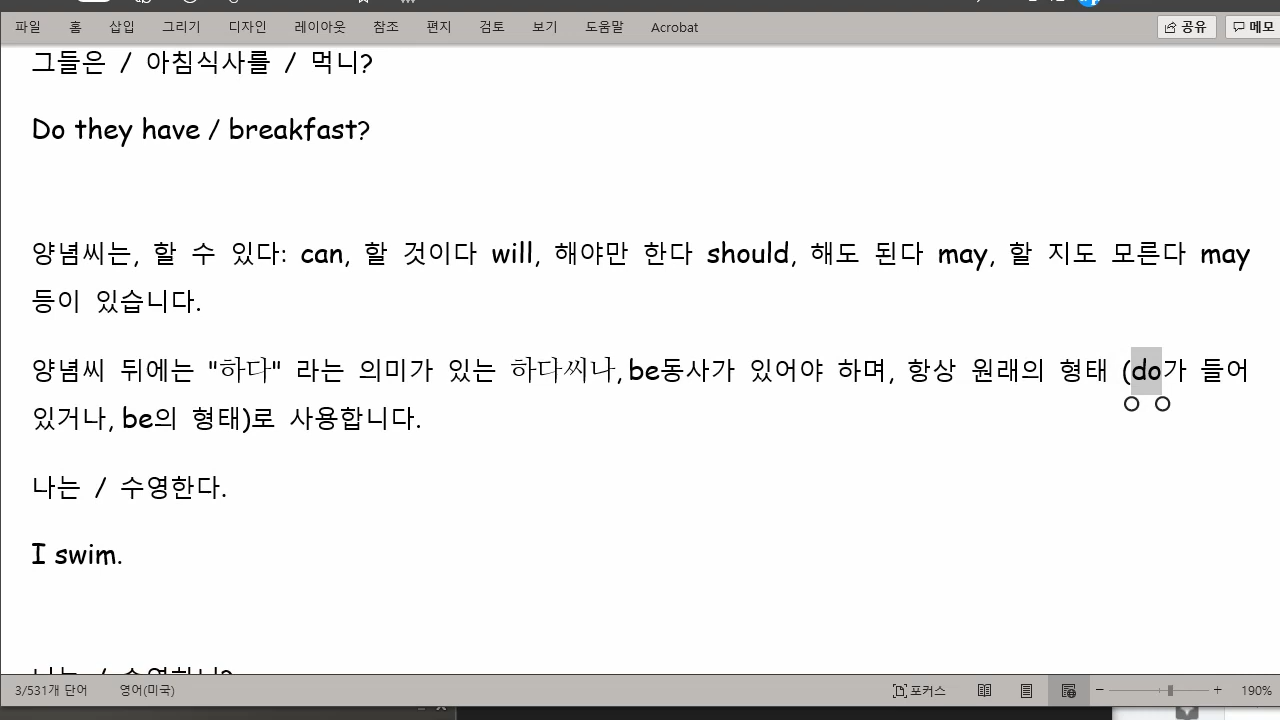 파일 홈 삽입 그리기 디자인 레이아웃 참조 편지 검토 보기 도움말 Acrobat 공유 메모
그들은 / 아침식사를 / 먹니?
Do they have / breakfast?
양념씨는, 할 수 있다: can, 할 것이다 will, 해야만 한다 should, 해도 된다 may, 할 지도 모른다 may
등이 있습니다.
양념씨 뒤에는 "하다" 라는 의미가 있는 하다씨나, be동사가 있어야 하며, 항상 원래의 형태 (do가 들어
있거나, be의 형태)로 사용합니다.
나는 / 수영한다.
I swim.
나는 / 수영하니?
3/531개 단어 영어(미국) 포커스 190%